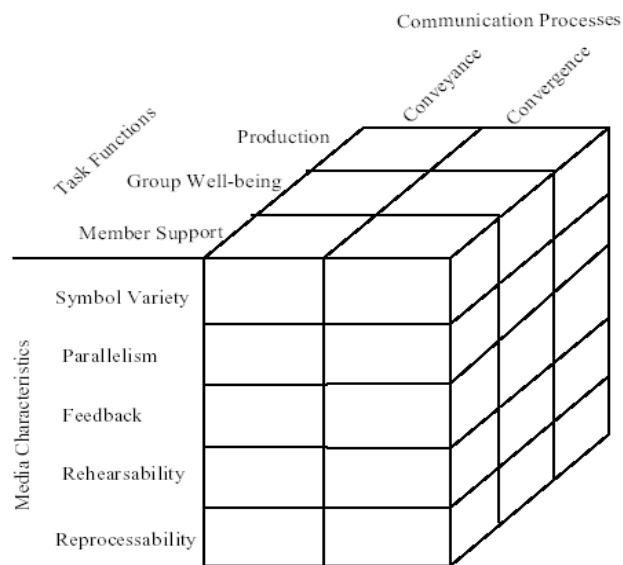 Communication Processes
Conveyance
Convergence
Task Functions
Production
Group Well-being
Member Support
Media Characteristics
Symbol Variety
Parallelism
Feedback
Rehearsability
Reprocessability